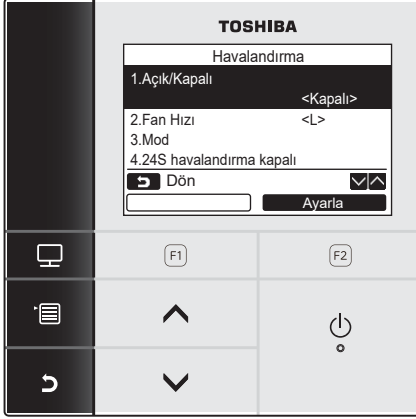 TOSHIBA
Havalandırma
1.Açık/Kapalı
<Kapalı>
2.Fan Hızı <L>
3.Mod
4.24S havalandırma kapalı
Dön
Ayarla
F1 F2